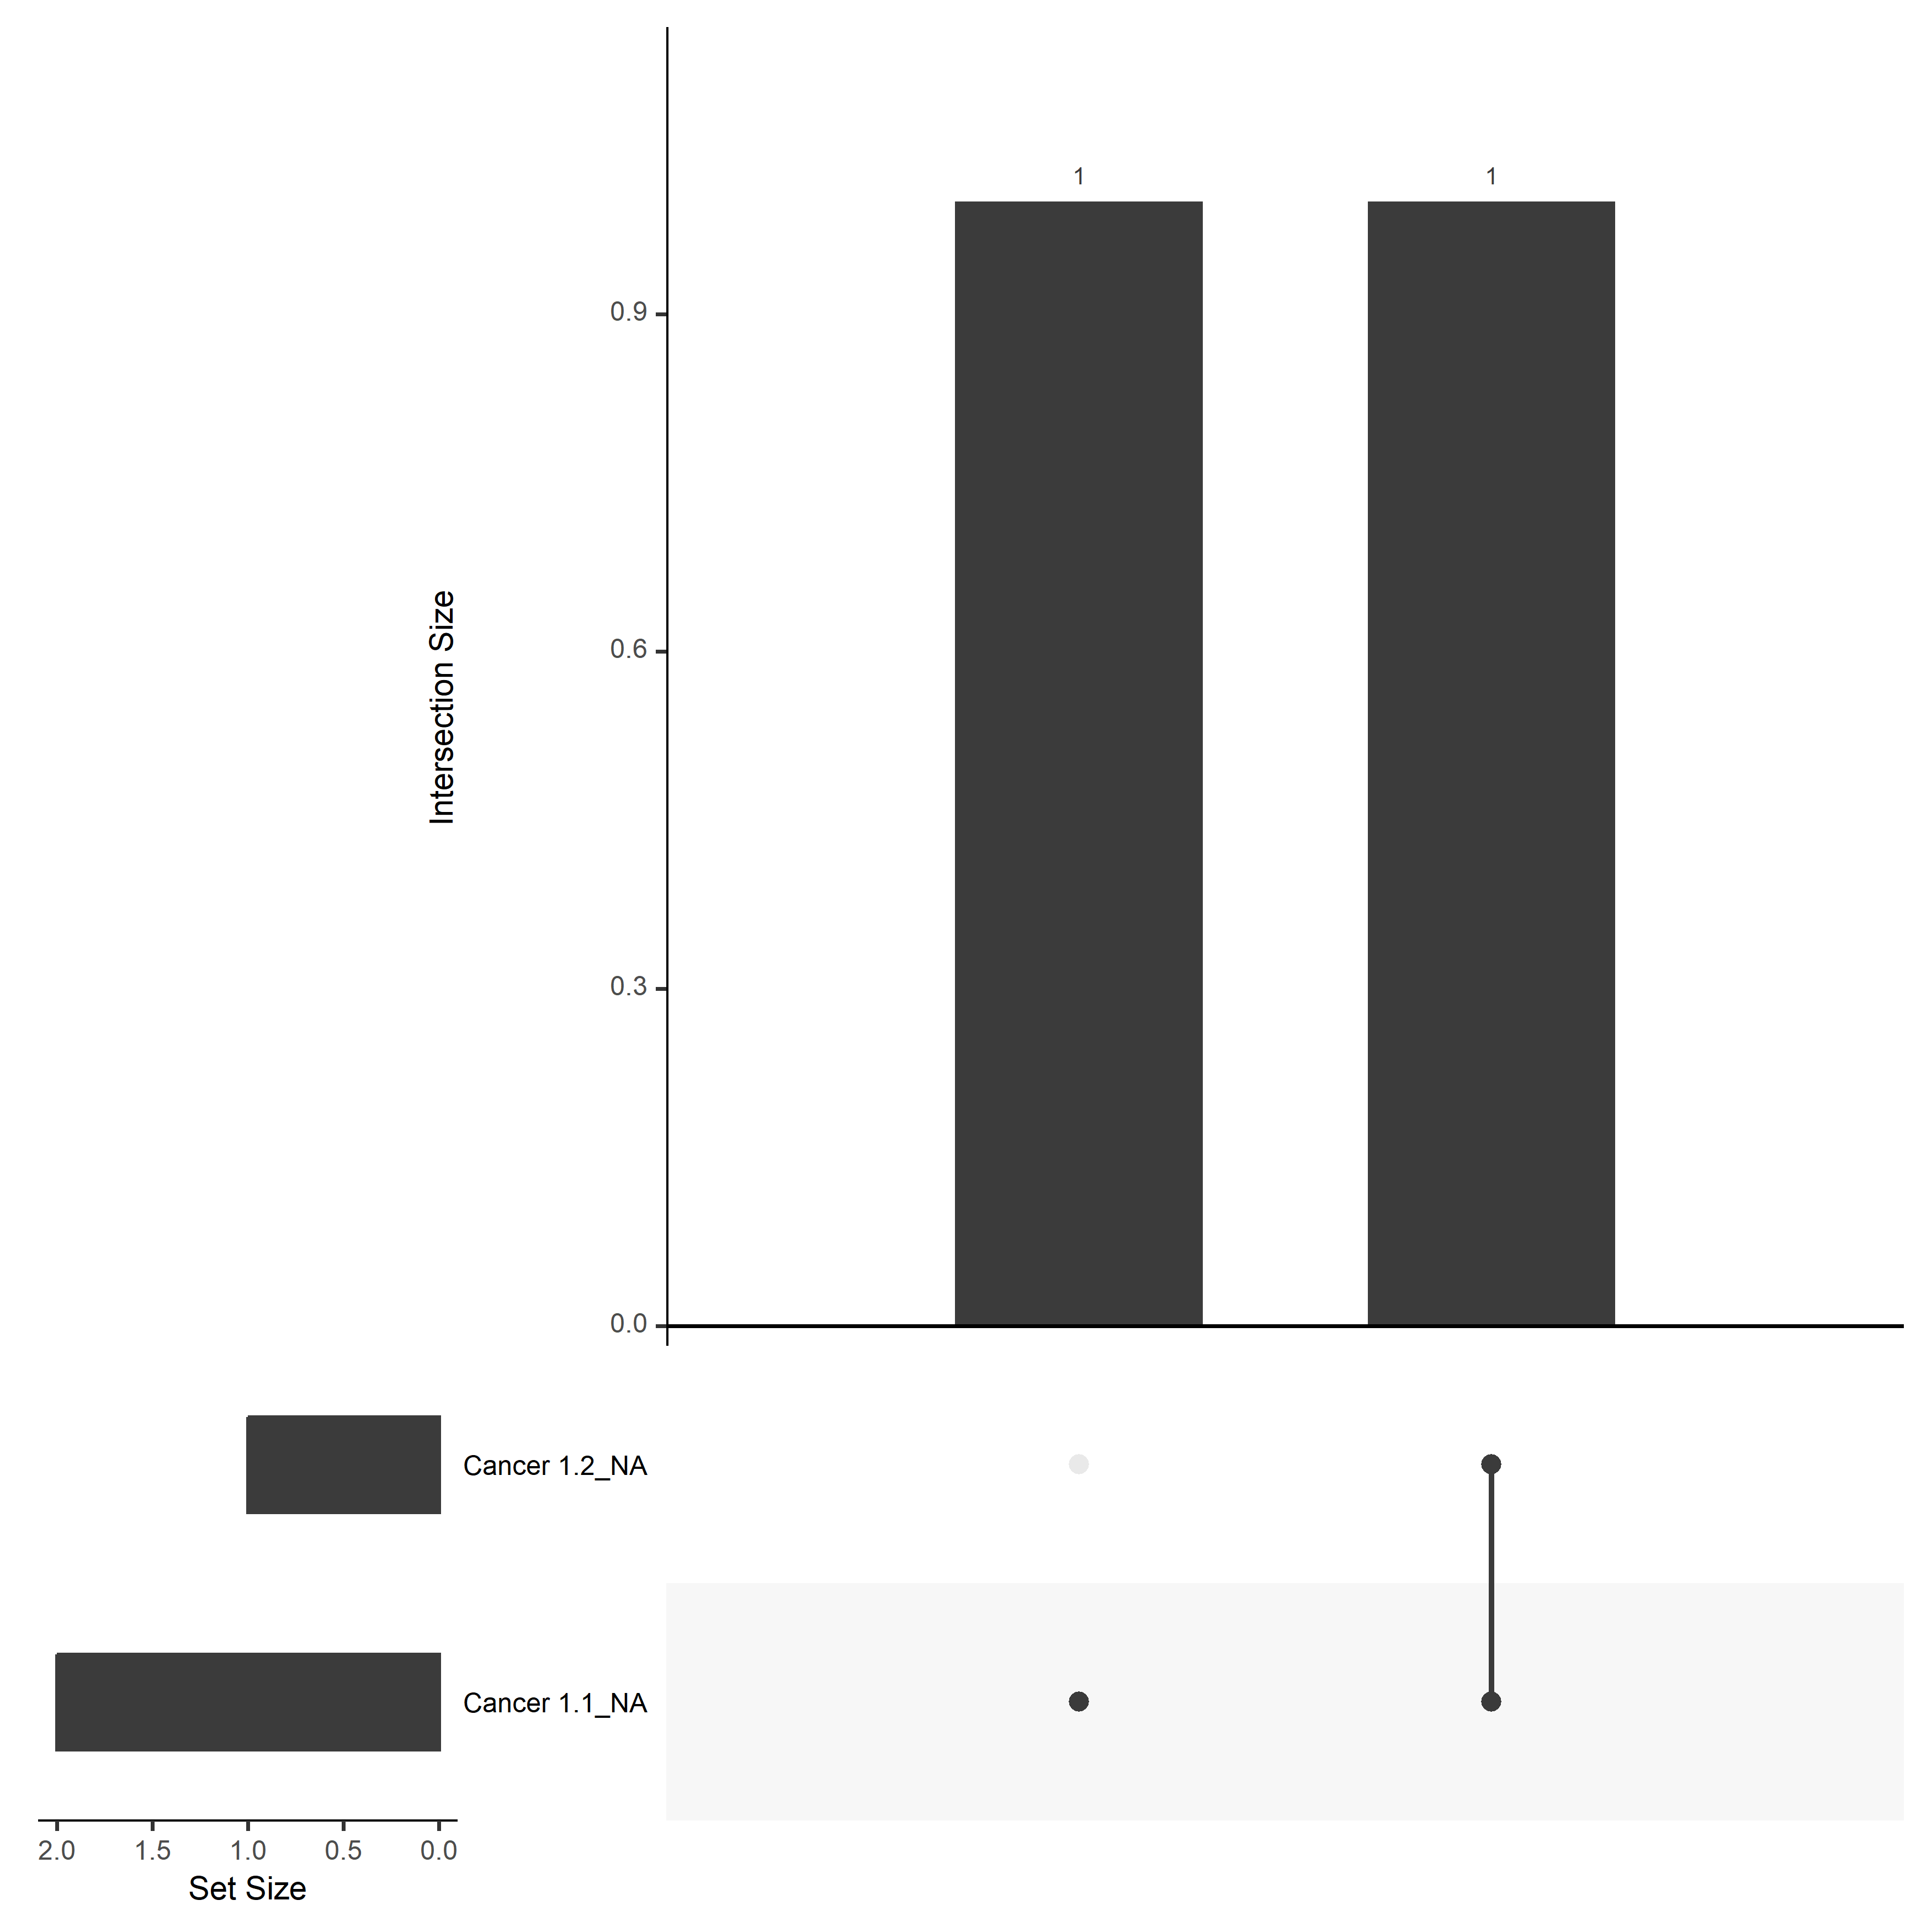 1 1
0.9
0.6
Intersection Size
0.3
0.0
Cancer 1.2_NA
Cancer 1.1_NA
2.0 1.5 1.0 0.5 0.0
Set Size